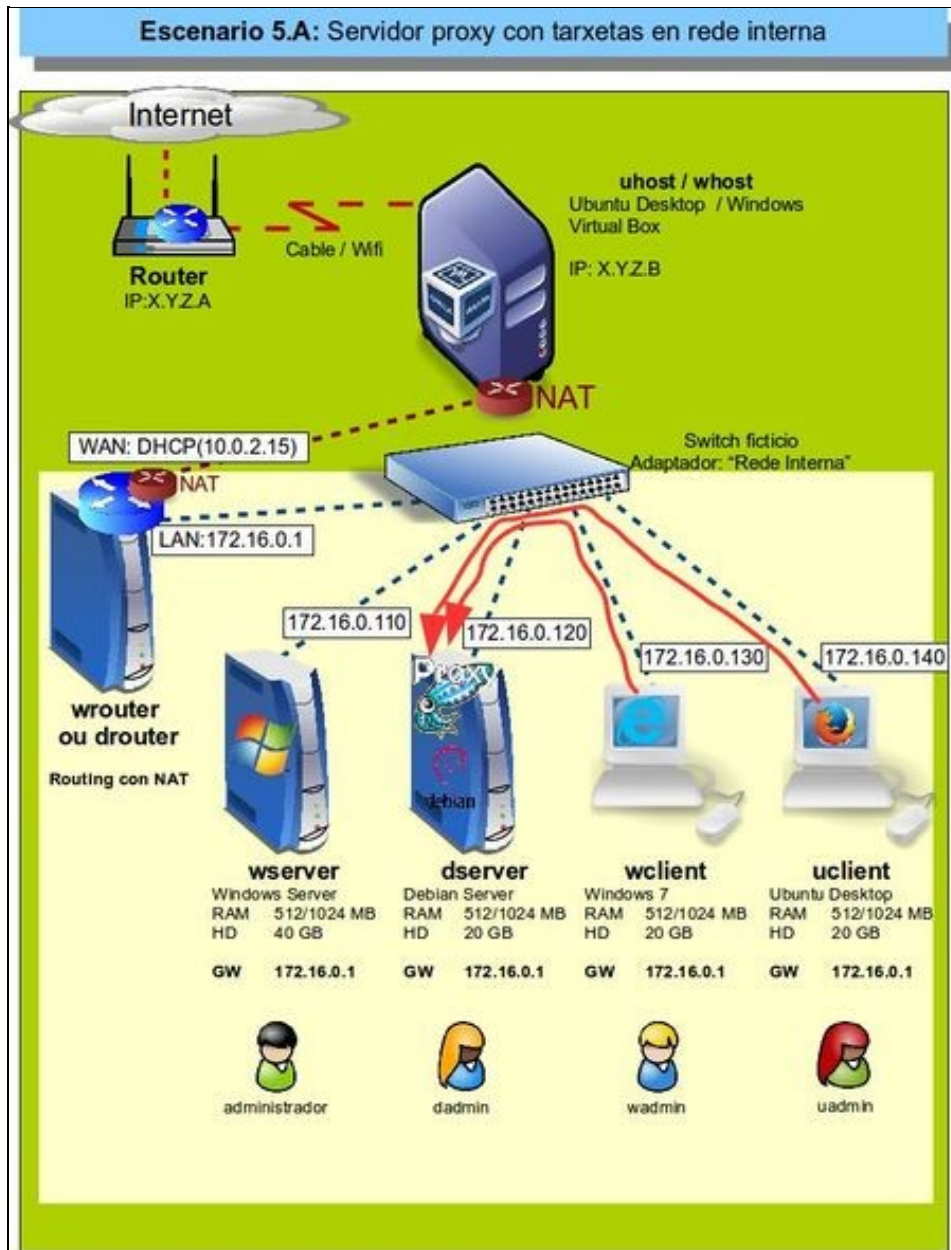 Escenario 5.A: Servidor proxy con tarxetas en rede interna
Internet
uhost / whost
Ubuntu Desktop / Windows
Virtual Box
IP: X.Y.Z.B
Cable / Wifi
Router
IP:X.Y.Z.A
NAT
WAN: DHCP(10.0.2.15)
NAT
Switch ficticio
Adaptador: "Rede Interna"
LAN:172.16.0.1
172.16.0.110
172.16.0.120
172.16.0.130
172.16.0.140
Proxy
debian
wrouter
ou drouter
Routing con NAT
wserver
Windows Server
RAM 512/1024 MB
HD 40 GB
GW 172.16.0.1
administrador
dserver
Debian Server
RAM 512/1024 MB
HD 20 GB
GW 172.16.0.1
dadmin
wclient
Windows 7
RAM 512/1024 MB
HD 20 GB
GW 172.16.0.1
wadmin
uclient
Ubuntu Desktop
RAM 512/1024 MB
HD 20 GB
GW 172.16.0.1
uadmin